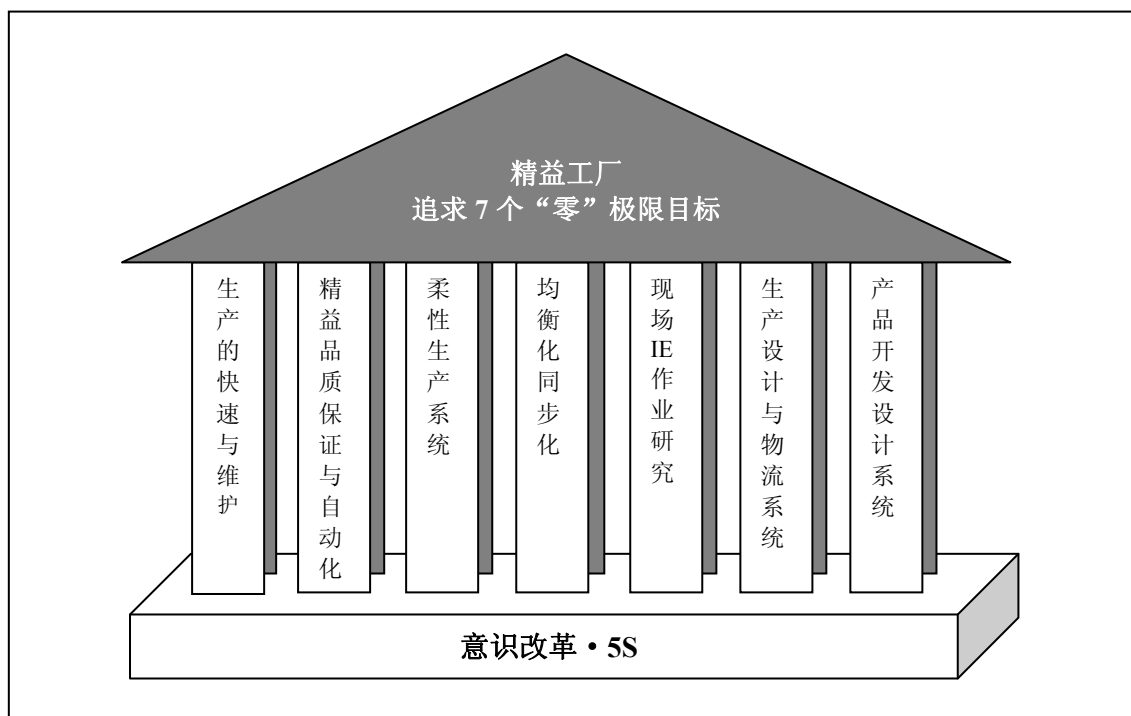 精益工厂
追求 7 个“零”极限目标
生产的快速与维护
精益品质保证与自动化
柔性生产系统
均衡化同步化
现场IE作业研究
生产设计与物流系统
产品开发设计系统
意识改革·5S